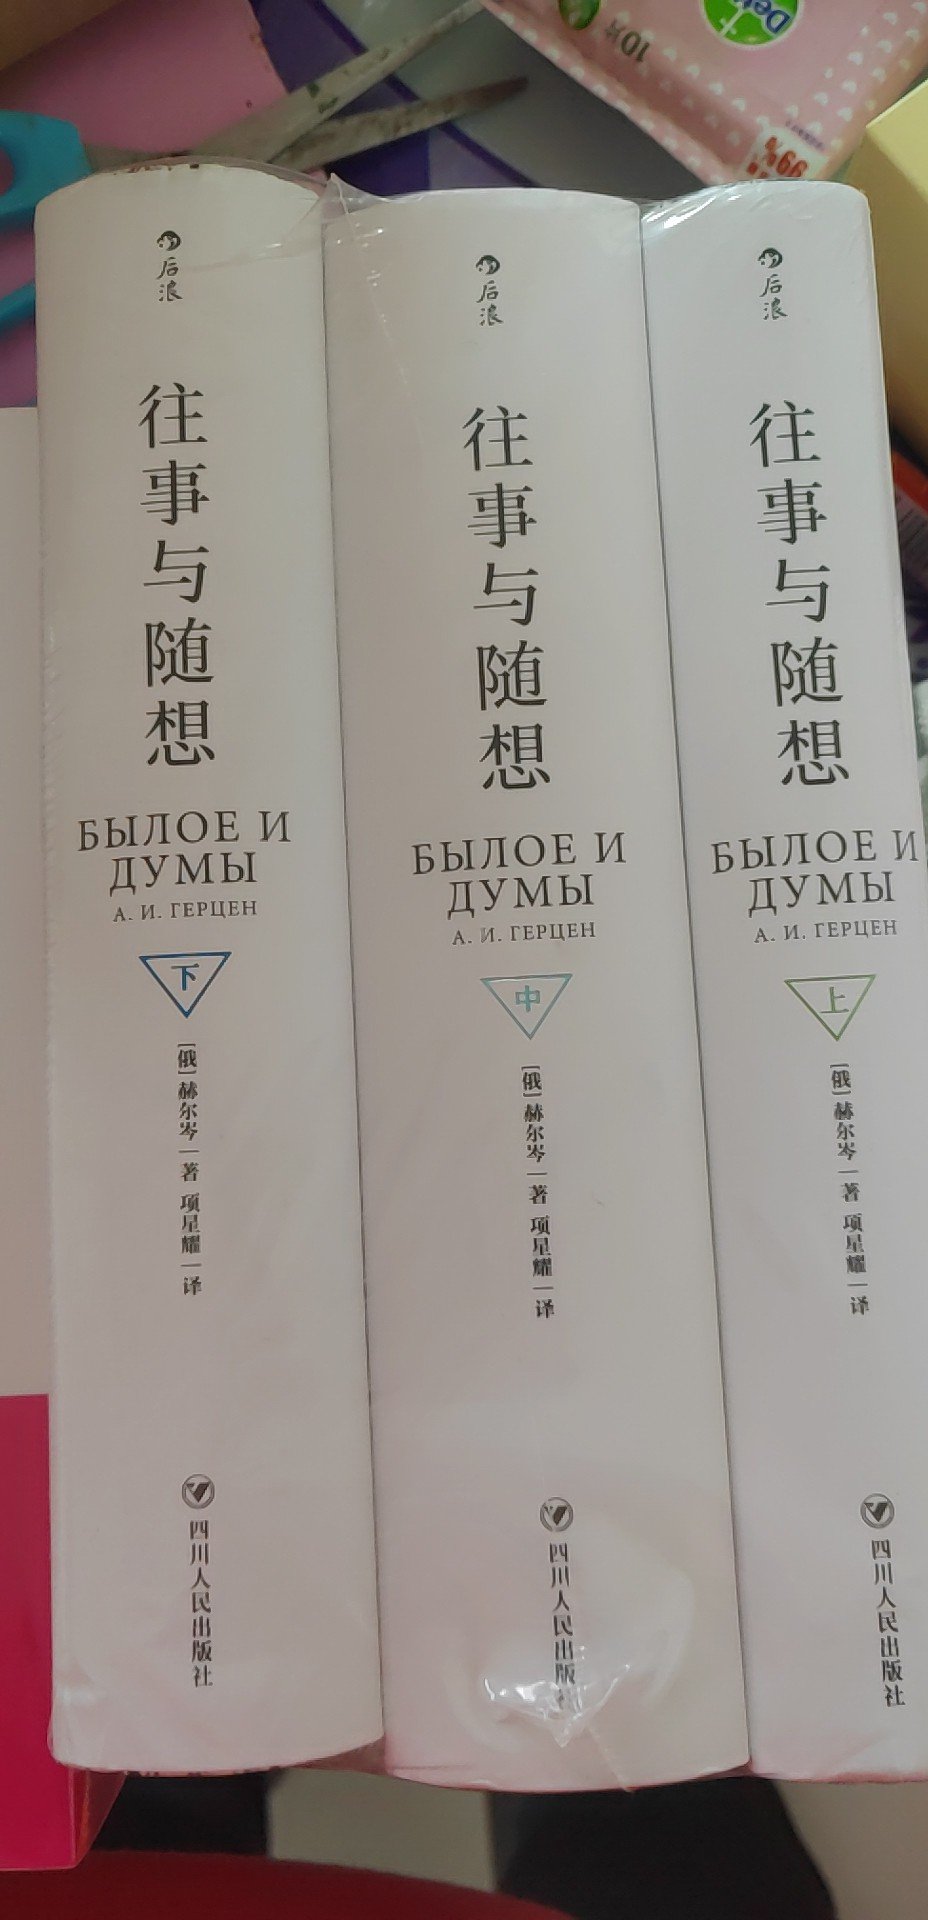 10片
99%
后浪
往事与随想
БЫЛОЕ И
ДУМЫ
А. И. ГЕРЦЕН
下
[俄]赫尔岑|著 项星耀|译
四川人民出版社
后浪
往事与随想
БЫЛОЕ И
ДУМЫ
А. И. ГЕРЦЕН
中
[俄]赫尔岑|著 项星耀|译
四川人民出版社
后浪
往事与随想
БЫЛОЕ И
ДУМЫ
А. И. ГЕРЦЕН
上
[俄]赫尔岑|著 项星耀|译
四川人民出版社